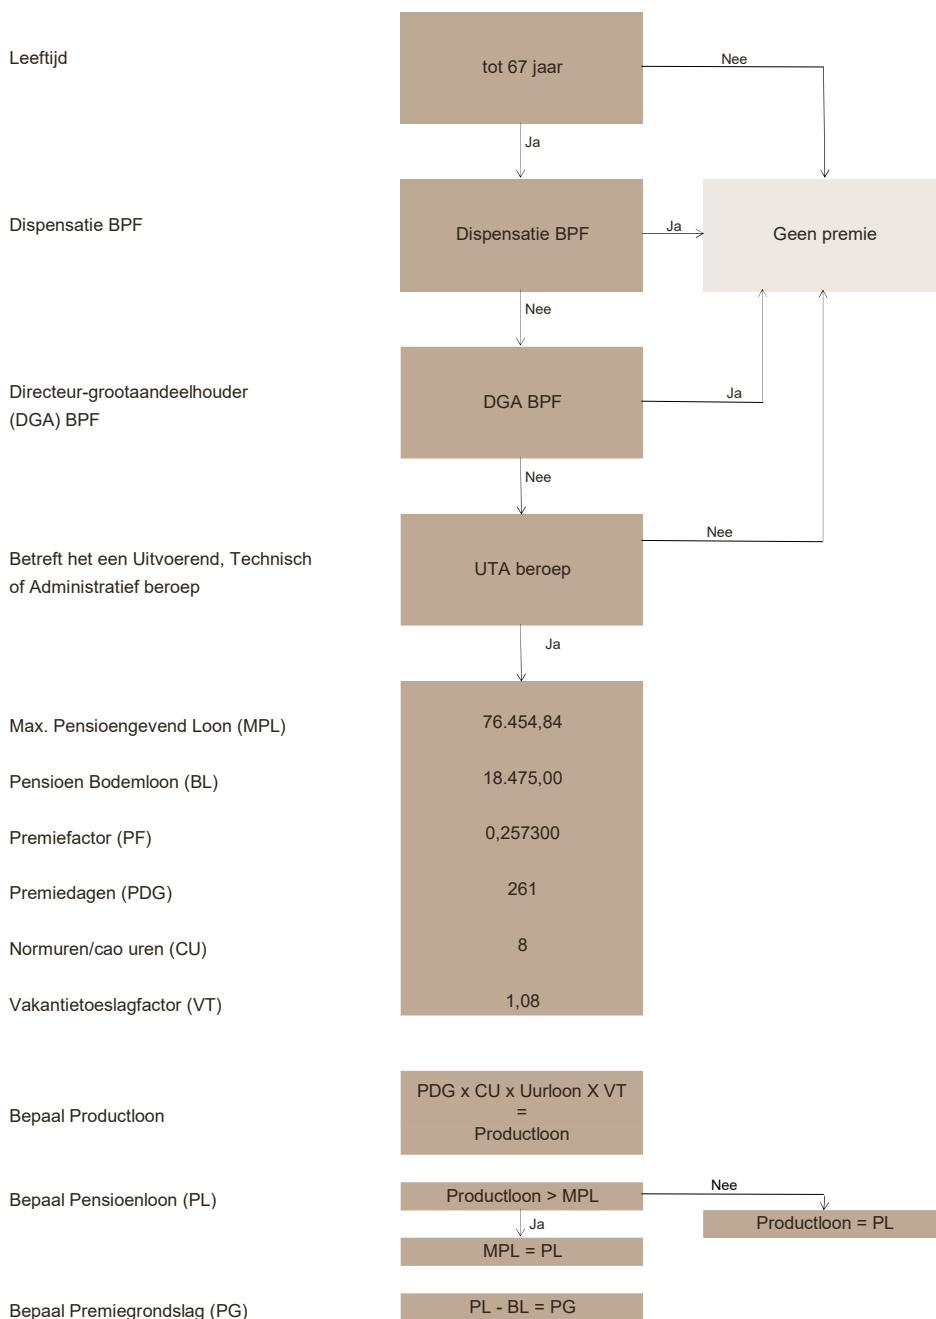 Leeftijd
tot 67 jaar
Nee
Ja
Dispensatie BPF
Dispensatie BPF
Ja
Geen premie
Nee
Directeur-grootaandeelhouder
(DGA) BPF
DGA BPF
Ja
Nee
Betreft het een Uitvoerend, Technisch
of Administratief beroep
UTA beroep
Nee
Ja
Max. Pensioengevend Loon (MPL)
76.454,84
Pensioen Bodemloon (BL)
18.475,00
Premiefactor (PF)
0,257300
Premiedagen (PDG)
261
Normuren/cao uren (CU)
8
Vakantietoeslagfactor (VT)
1,08
Bepaal Productloon
PDG x CU x Uurloon X VT
=
Productloon
Bepaal Pensioenloon (PL)
Productloon > MPL
Nee
Productloon = PL
Ja
MPL = PL
Bepaal Premiegrondslag (PG)
PL - BL = PG